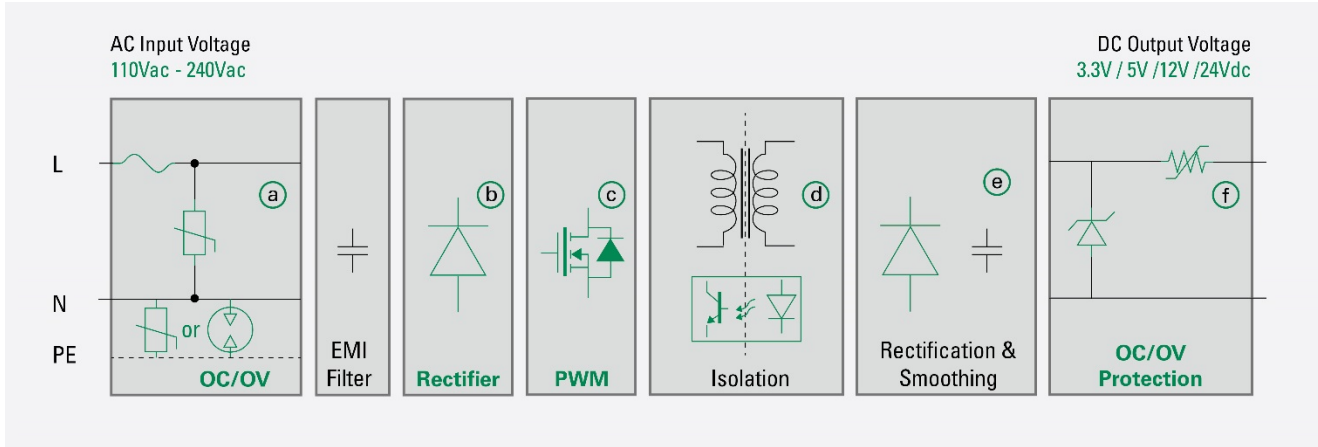 AC Input Voltage
110Vac - 240Vac
DC Output Voltage
3.3V / 5V /12V /24Vdc
L
N
PE
a
or
OC/OV
EMI
Filter
b
Rectifier
c
PWM
d
Isolation
e
Rectification &
Smoothing
f
OC/OV
Protection